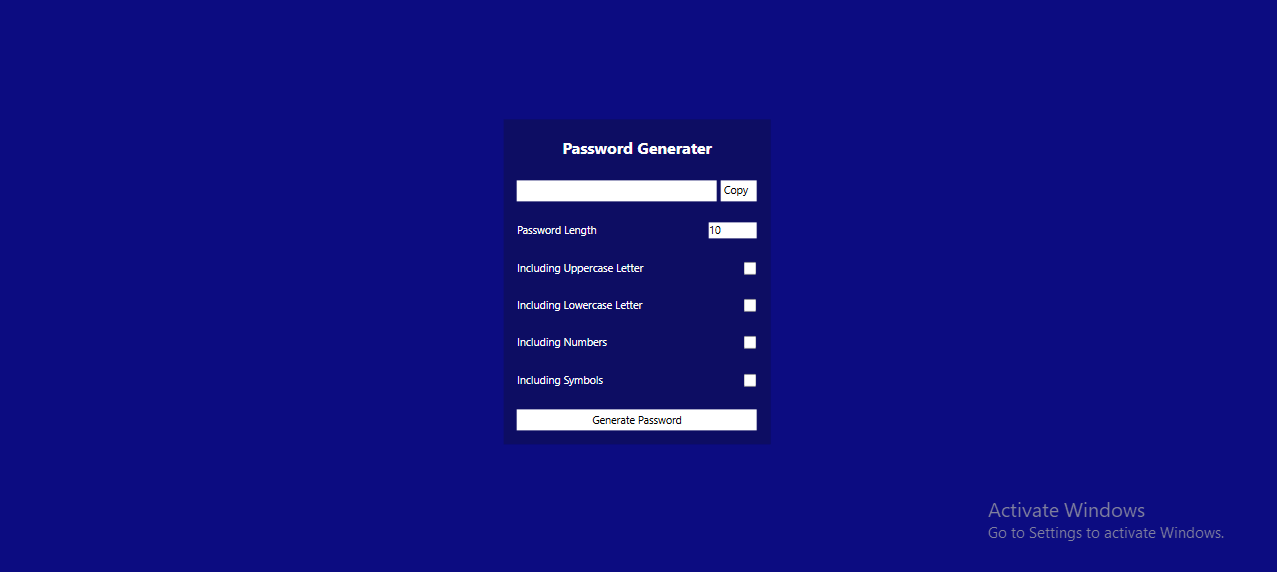 Password Generater
Copy
Password Length 10
Including Uppercase Letter
Including Lowercase Letter
Including Numbers
Including Symbols
Generate Password
Activate Windows
Go to Settings to activate Windows.